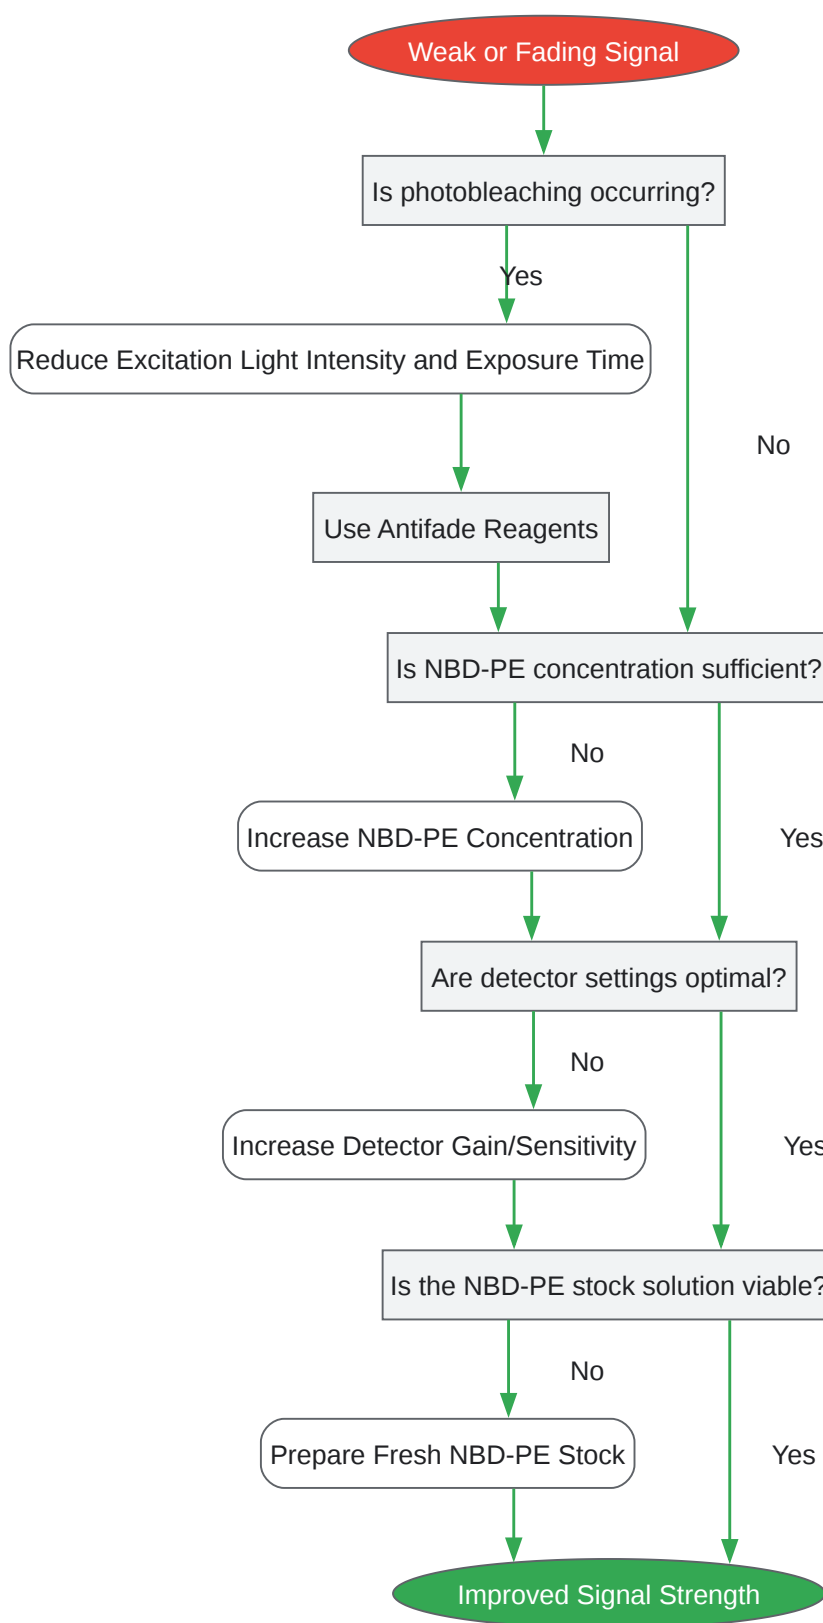 Weak or Fading Signal
Is photobleaching occurring?
Yes
Reduce Excitation Light Intensity and Exposure Time
No
Use Antifade Reagents
Is NBD-PE concentration sufficient?
No
Increase NBD-PE Concentration
Yes
Are detector settings optimal?
No
Increase Detector Gain/Sensitivity
Yes
Is the NBD-PE stock solution viable?
No
Prepare Fresh NBD-PE Stock
Yes
Improved Signal Strength